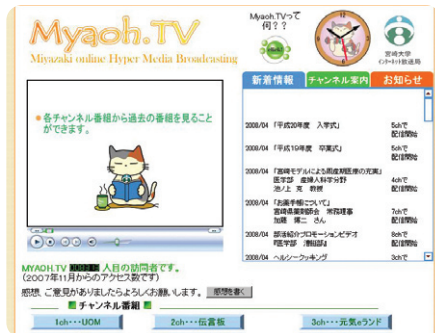 Myaoh.TV
Miyazaki online Hyper Media Broadcasting
Myaoh.TVって
何??
宮崎大学
インターネット放送局
新着情報 チャンネル案内 お知らせ
●各チャンネル番組から過去の番組を見ること
ができます。
2008/04 「平成20年度 入学式」 5chで
配信開始
2008/04 「平成19年度 卒業式」 5chで
配信開始
2008/04 「宮崎モデルによる周産期医療の充実」
医学部 産婦人科学分野 4chで
池ノ上 克 教授 配信開始
2008/04 「お薬手帳について」
宮崎県薬剤師会 常務理事 7chで
加藤 博二 さん 配信開始
2008/04 部活紹介プロモーションビデオ 8chで
『医学部 漕艇部』 配信開始
2008/04 ヘルシークッキング 3chで
MYAOH.TV 人目の訪問者です。
(2007年11月からのアクセス数です)
感想、ご意見がありましたらよろしくお願いします。 感想を書く
■ チャンネル番組 ■
1ch・・・UOM 2ch・・・伝言板 3ch・・・元気eランド